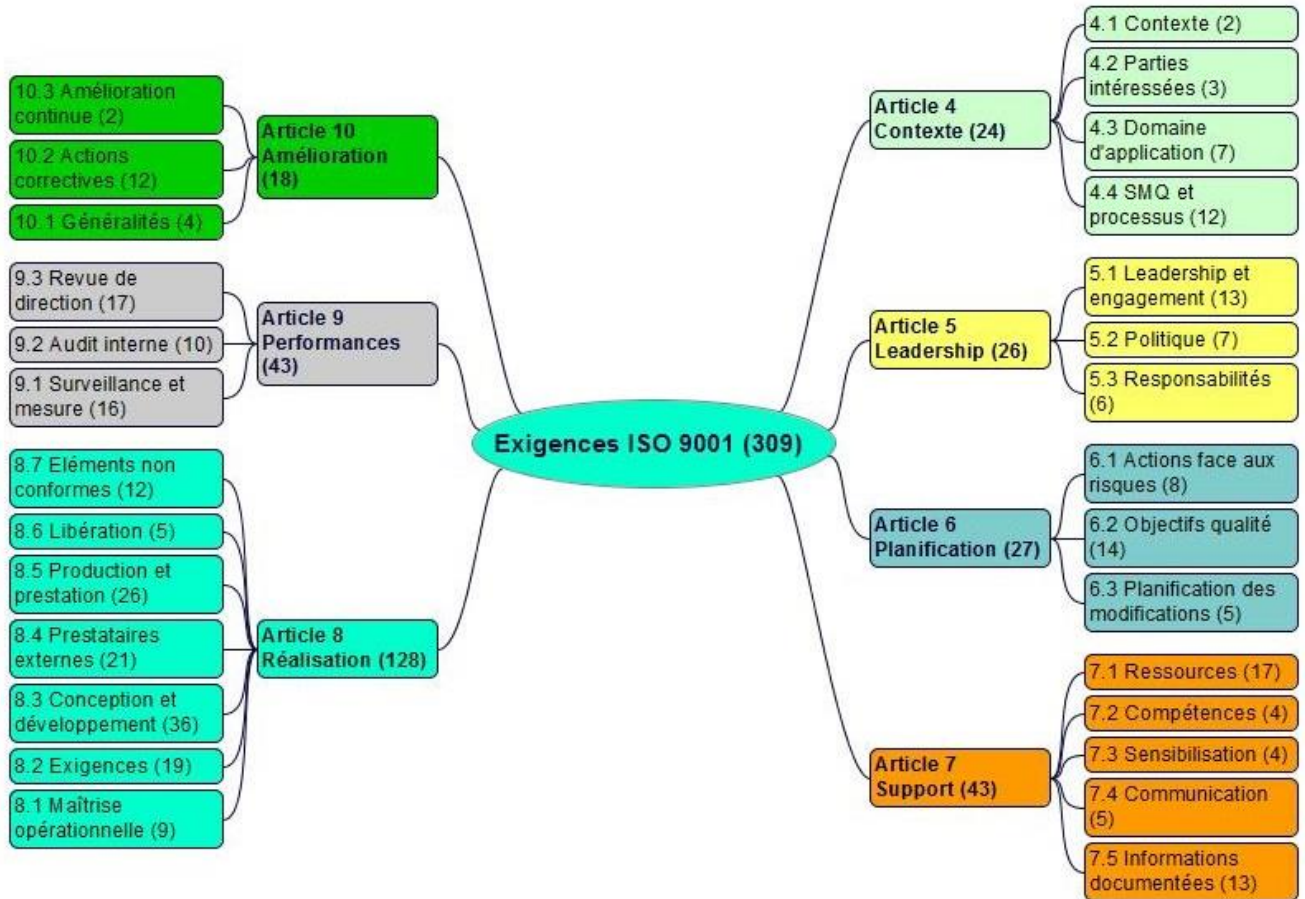 Exigences ISO 9001 (309)
Article 4
Contexte (24)
4.1 Contexte (2)
4.2 Parties
intéressées (3)
4.3 Domaine
d'application (7)
4.4 SMQ et
processus (12)
Article 5
Leadership (26)
5.1 Leadership et
engagement (13)
5.2 Politique (7)
5.3 Responsabilités
(6)
Article 6
Planification (27)
6.1 Actions face aux
risques (8)
6.2 Objectifs qualité
(14)
6.3 Planification des
modifications (5)
Article 7
Support (43)
7.1 Ressources (17)
7.2 Compétences (4)
7.3 Sensibilisation (4)
7.4 Communication
(5)
7.5 Informations
documentées (13)
Article 10
Amélioration
(18)
10.3 Amélioration
continue (2)
10.2 Actions
correctives (12)
10.1 Généralités (4)
Article 9
Performances
(43)
9.3 Revue de
direction (17)
9.2 Audit interne (10)
9.1 Surveillance et
mesure (16)
Article 8
Réalisation (128)
8.7 Eléments non
conformes (12)
8.6 Libération (5)
8.5 Production et
prestation (26)
8.4 Prestataires
externes (21)
8.3 Conception et
développement (36)
8.2 Exigences (19)
8.1 Maîtrise
opérationnelle (9)